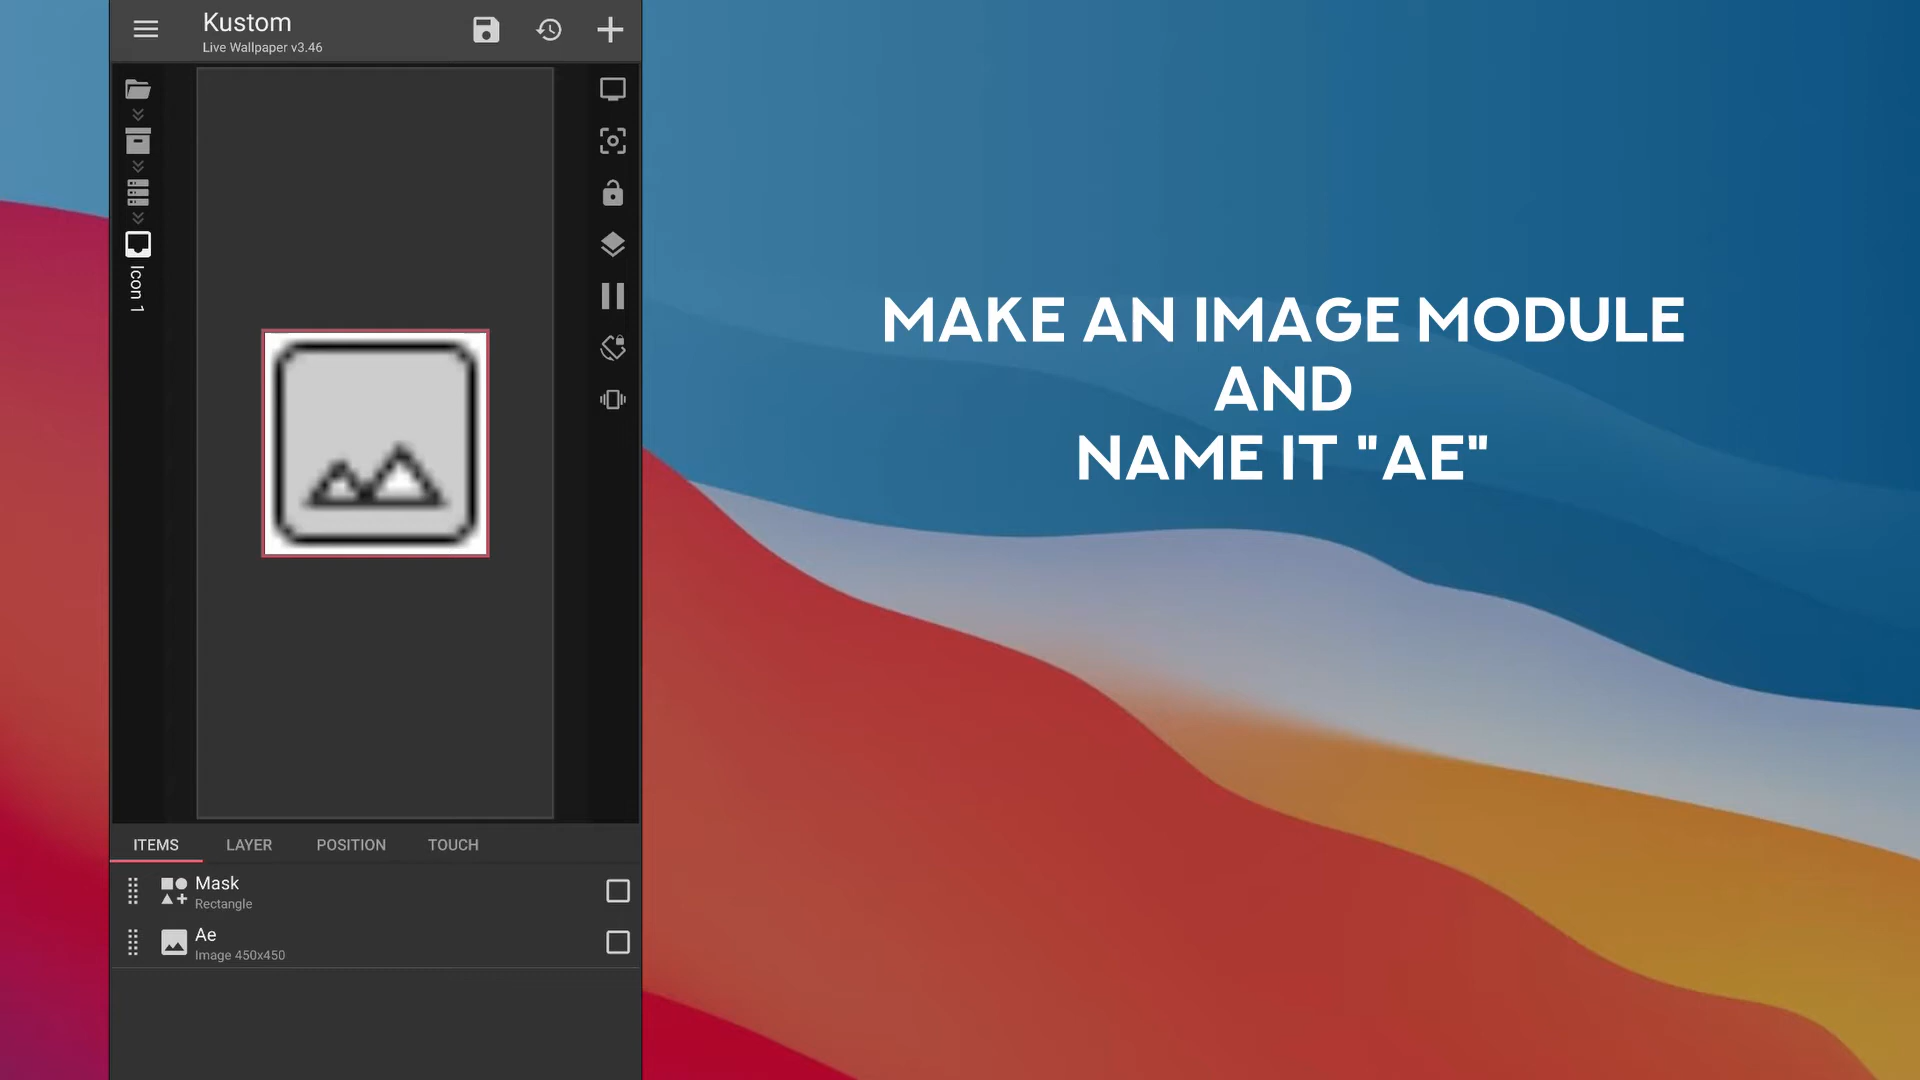 Kustom
Live Wallpaper v3.46
Icon 1
MAKE AN IMAGE MODULE
AND
NAME IT "AE"
ITEMS LAYER POSITION TOUCH
Mask
Rectangle
Ae
Image 450x450